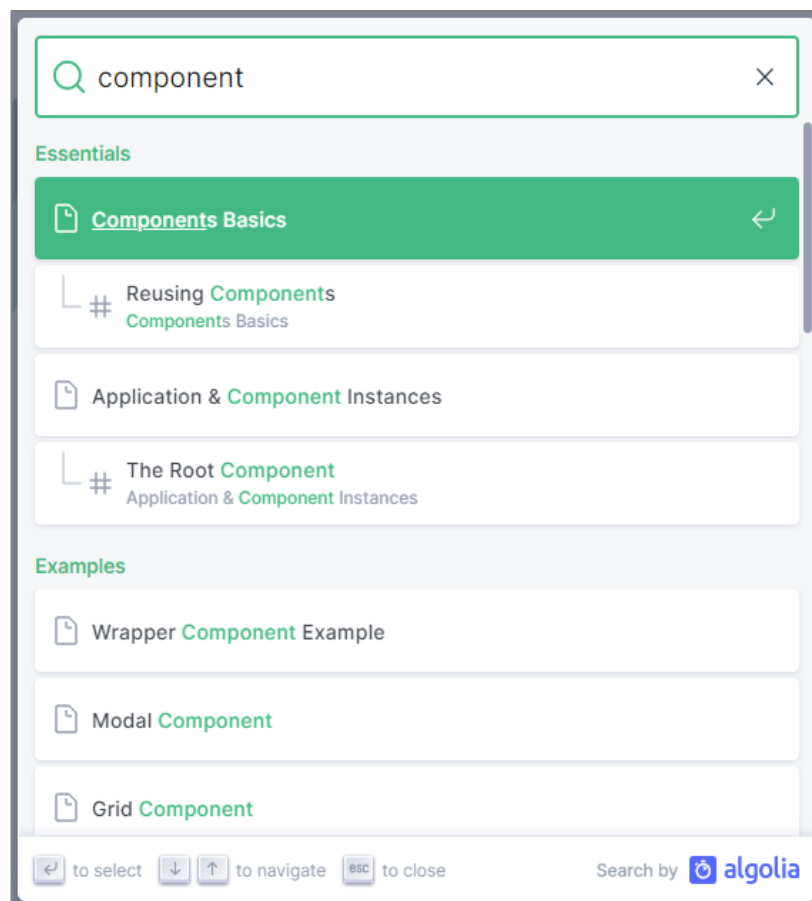 component
Essentials
Components Basics
# Reusing Components
Components Basics
Application & Component Instances
# The Root Component
Application & Component Instances
Examples
Wrapper Component Example
Modal Component
Grid Component
to select to navigate esc to close Search by algolia